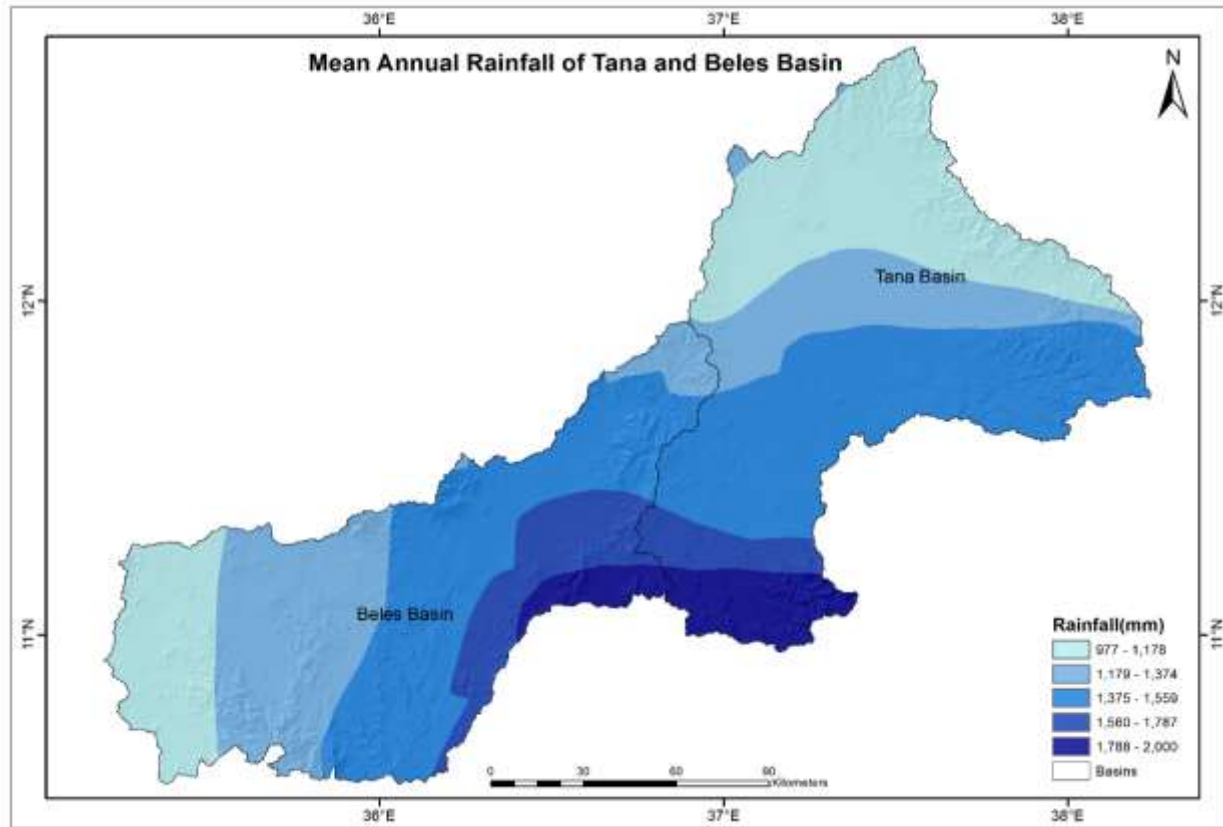 36°E 37°E 38°E
Mean Annual Rainfall of Tana and Beles Basin
N
Tana Basin
12°N 12°N
Beles Basin
11°N 11°N
Rainfall(mm)
977 - 1,178
1,179 - 1,374
1,375 - 1,559
1,560 - 1,787
1,788 - 2,000
Basins
0 30 60 90
Kilometers
36°E 37°E 38°E